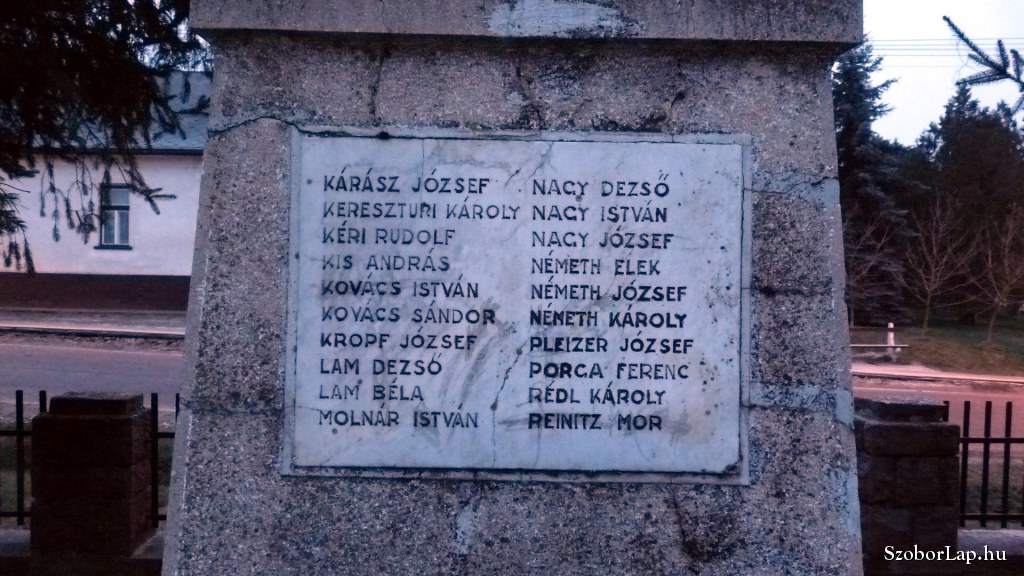 KÁRÁSZ JÓZSEF
KERESZTURI KÁROLY
KÉRI RUDOLF
KIS ANDRÁS
KOVÁCS ISTVÁN
KOVÁCS SÁNDOR
KROPF JÓZSEF
LAM DEZSŐ
LAM BÉLA
MOLNÁR ISTVÁN
NAGY DEZSŐ
NAGY ISTVÁN
NAGY JÓZSEF
NÉMETH ELEK
NÉMETH JÓZSEF
NÉMETH KÁROLY
PLEIZER JÓZSEF
PORGA FERENC
RÉDL KÁROLY
REINITZ MOR
SzoborLap.hu